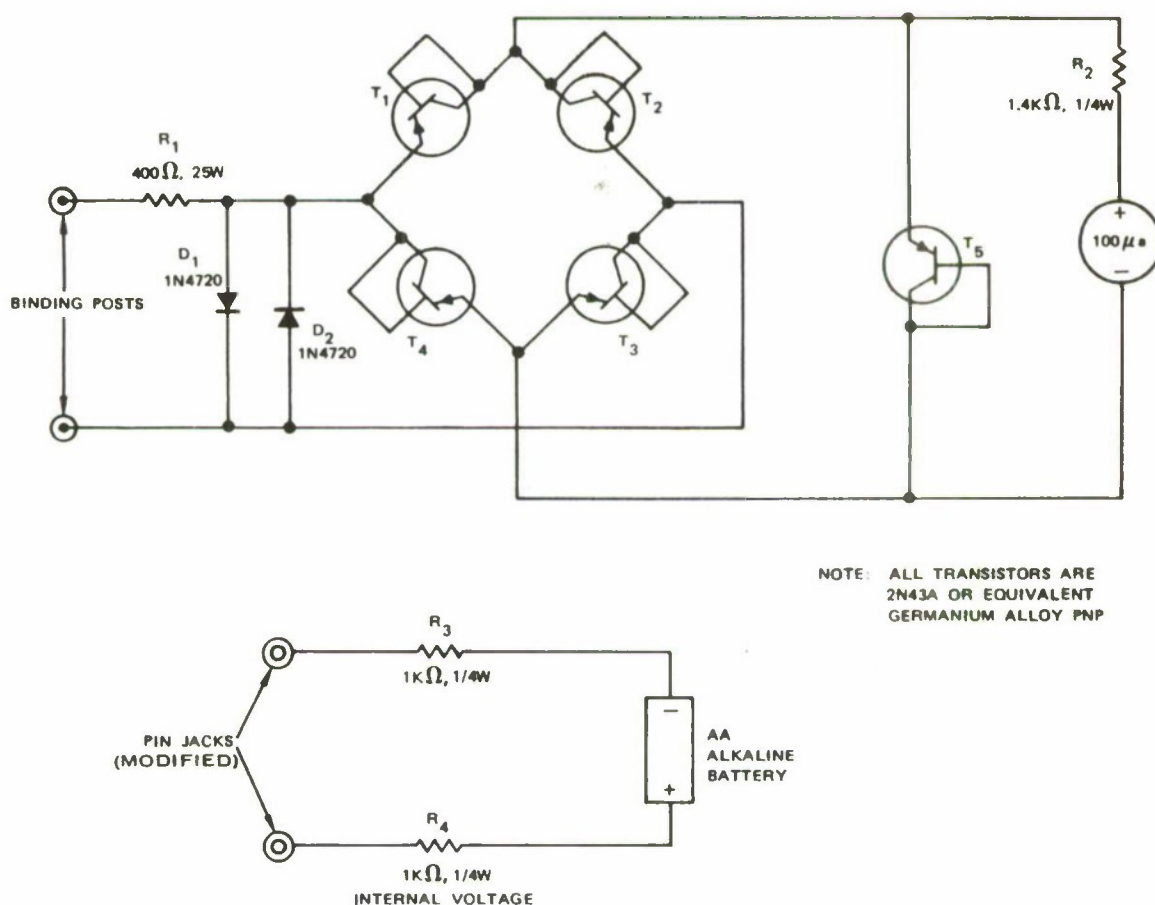 T1
T2
R2
1.4KΩ, 1/4W
R1
400Ω, 25W
D1
1N4720
BINDING POSTS
D2
1N4720
T4
T3
T5
+
100μa
−
NOTE: ALL TRANSISTORS ARE
2N43A OR EQUIVALENT
GERMANIUM ALLOY PNP
R3
1KΩ, 1/4W
PIN JACKS
(MODIFIED)
−
+
AA
ALKALINE
BATTERY
R4
1KΩ, 1/4W
INTERNAL VOLTAGE